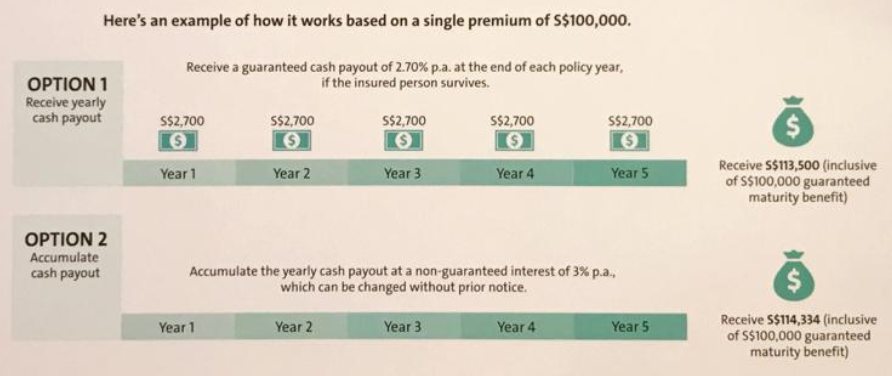 Here's an example of how it works based on a single premium of S$100,000.
OPTION 1
Receive yearly
cash payout
Receive a guaranteed cash payout of 2.70% p.a. at the end of each policy year,
if the insured person survives.
S$2,700
S$2,700
S$2,700
S$2,700
S$2,700
$
$
$
$
$
Year 1
Year 2
Year 3
Year 4
Year 5
$
Receive S$113,500 (inclusive
of S$100,000 guaranteed
maturity benefit)
OPTION 2
Accumulate
cash payout
Accumulate the yearly cash payout at a non-guaranteed interest of 3% p.a.,
which can be changed without prior notice.
Year 1
Year 2
Year 3
Year 4
Year 5
$
Receive S$114,334 (inclusive
of S$100,000 guaranteed
maturity benefit)